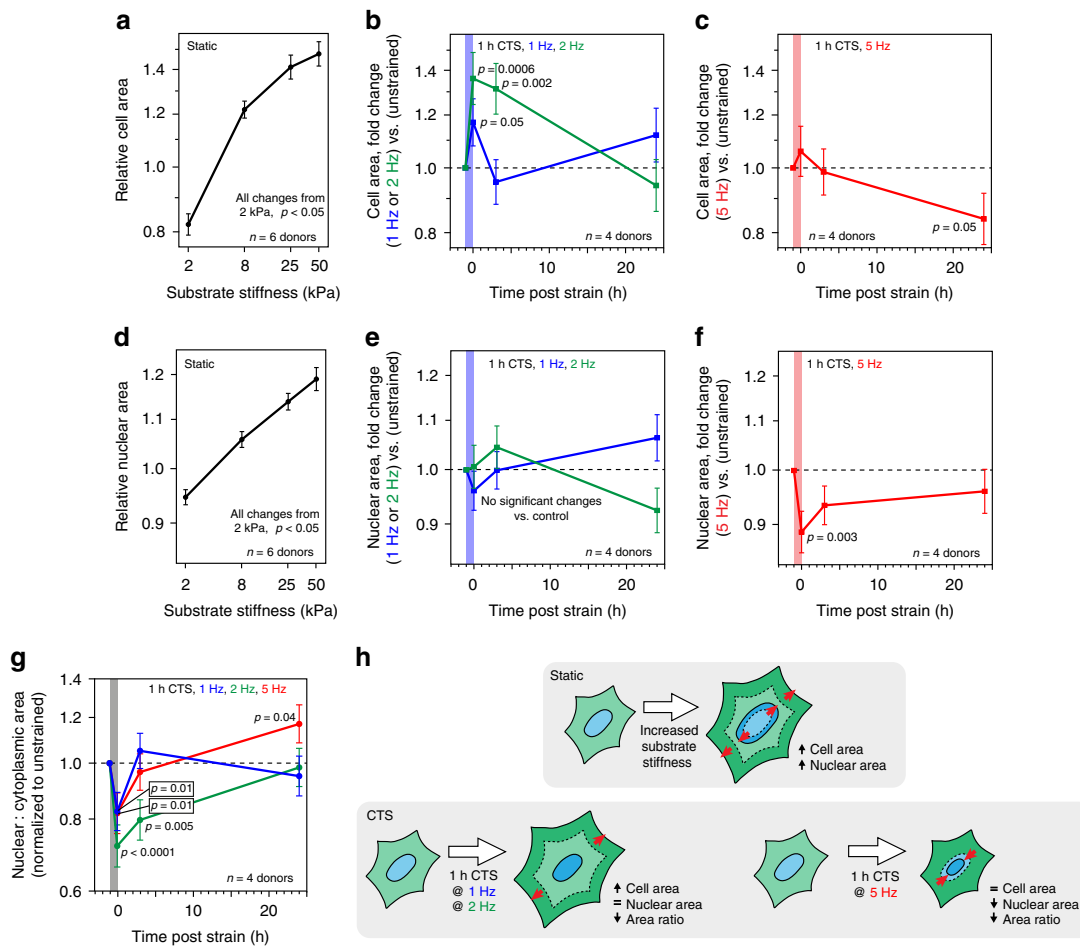 a
Static
Relative cell area
1.4
1.2
1.0
0.8
All changes from
2 kPa, p < 0.05
n = 6 donors
2 8 25 50
Substrate stiffness (kPa)
b
1 h CTS, 1 Hz, 2 Hz
Cell area, fold change
(1 Hz or 2 Hz) vs. (unstrained)
1.4
1.2
1.0
0.8
p = 0.0006
p = 0.002
p = 0.05
n = 4 donors
0 10 20
Time post strain (h)
c
1 h CTS, 5 Hz
Cell area, fold change
(5 Hz) vs. (unstrained)
1.4
1.2
1.0
0.8
p = 0.05
n = 4 donors
0 10 20
Time post strain (h)
d
Static
Relative nuclear area
1.2
1.0
0.9
All changes from
2 kPa, p < 0.05
n = 6 donors
2 8 25 50
Substrate stiffness (kPa)
e
1 h CTS, 1 Hz, 2 Hz
Nuclear area, fold change
(1 Hz or 2 Hz) vs. (unstrained)
1.2
1.1
1.0
0.9
No significant changes
vs. control
n = 4 donors
0 10 20
Time post strain (h)
f
1 h CTS, 5 Hz
Nuclear area, fold change
(5 Hz) vs. (unstrained)
1.2
1.1
1.0
0.9
p = 0.003
n = 4 donors
0 10 20
Time post strain (h)
g
1 h CTS, 1 Hz, 2 Hz, 5 Hz
Nuclear : cytoplasmic area
(normalized to unstrained)
1.4
1.2
1.0
0.8
0.6
p = 0.04
p = 0.01
p = 0.01
p = 0.005
p < 0.0001
n = 4 donors
0 10 20
Time post strain (h)
h
Static
Increased
substrate
stiffness
↑ Cell area
↑ Nuclear area
CTS
1 h CTS
@ 1 Hz
@ 2 Hz
↑ Cell area
= Nuclear area
↓ Area ratio
1 h CTS
@ 5 Hz
= Cell area
↓ Nuclear area
↓ Area ratio